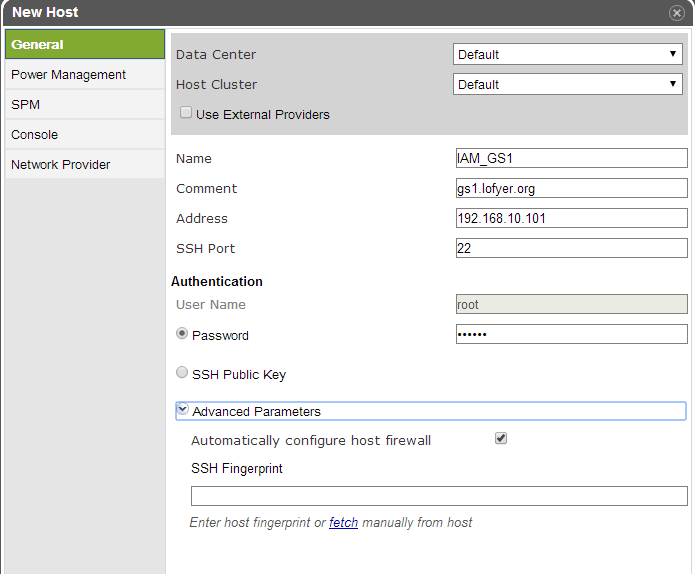 New Host
General
Power Management
SPM
Console
Network Provider
Data Center Default
Host Cluster Default
Use External Providers
Name IAM_GS1
Comment gs1.lofyer.org
Address 192.168.10.101
SSH Port 22
Authentication
User Name root
Password ••••••
SSH Public Key
Advanced Parameters
Automatically configure host firewall
SSH Fingerprint
Enter host fingerprint or fetch manually from host